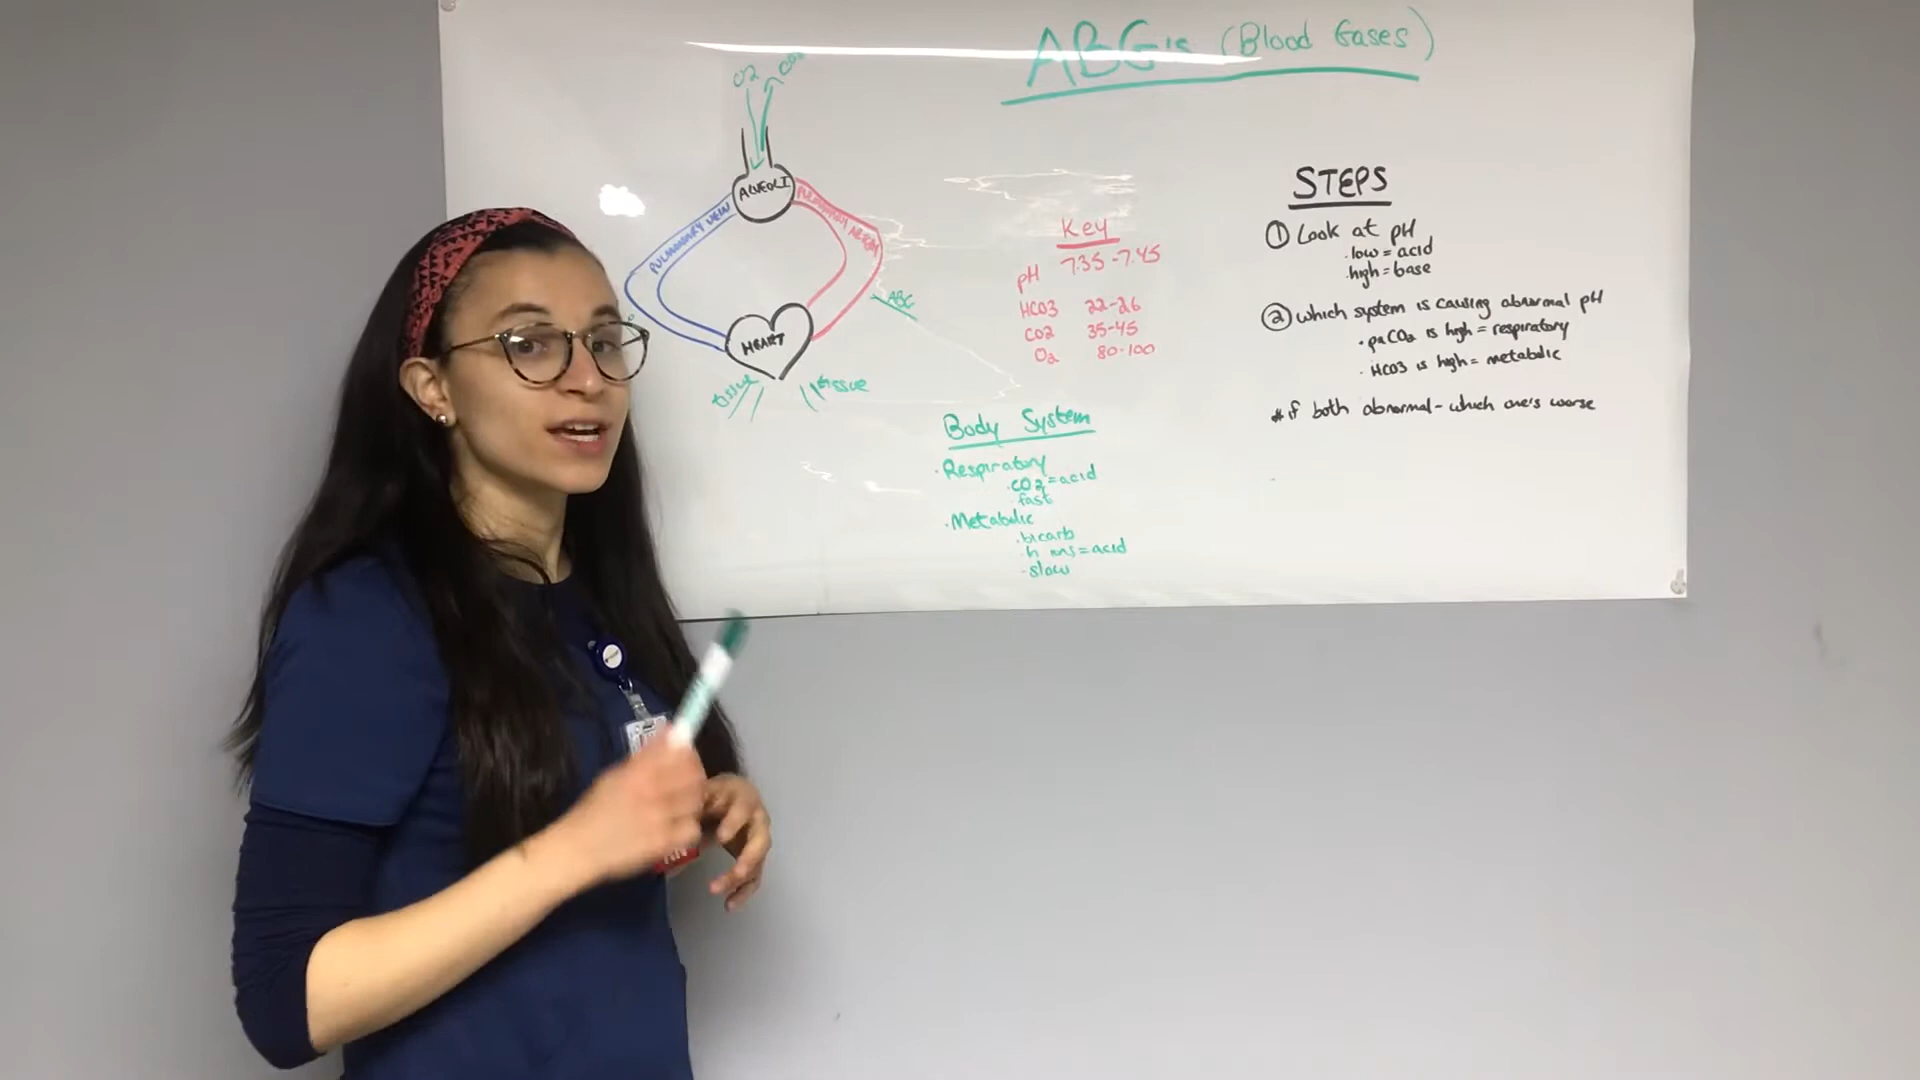 ABG's (Blood Gases)
O2
CO2
ALVEOLI
PULMONARY VEIN
PULMONARY ARTERY
ABG
HEART
tissue
tissue
Key
pH 7.35-7.45
HCO3 22-26
CO2 35-45
O2 80-100
Body System
· Respiratory
· CO2 = acid
· fast
· Metabolic
· bicarb
· h ions = acid
· slow
STEPS
① Look at pH
· low = acid
· high = base
② which system is causing abnormal pH
· paCO2 is high = respiratory
· HCO3 is high = metabolic
* if both abnormal - which one's worse
RN